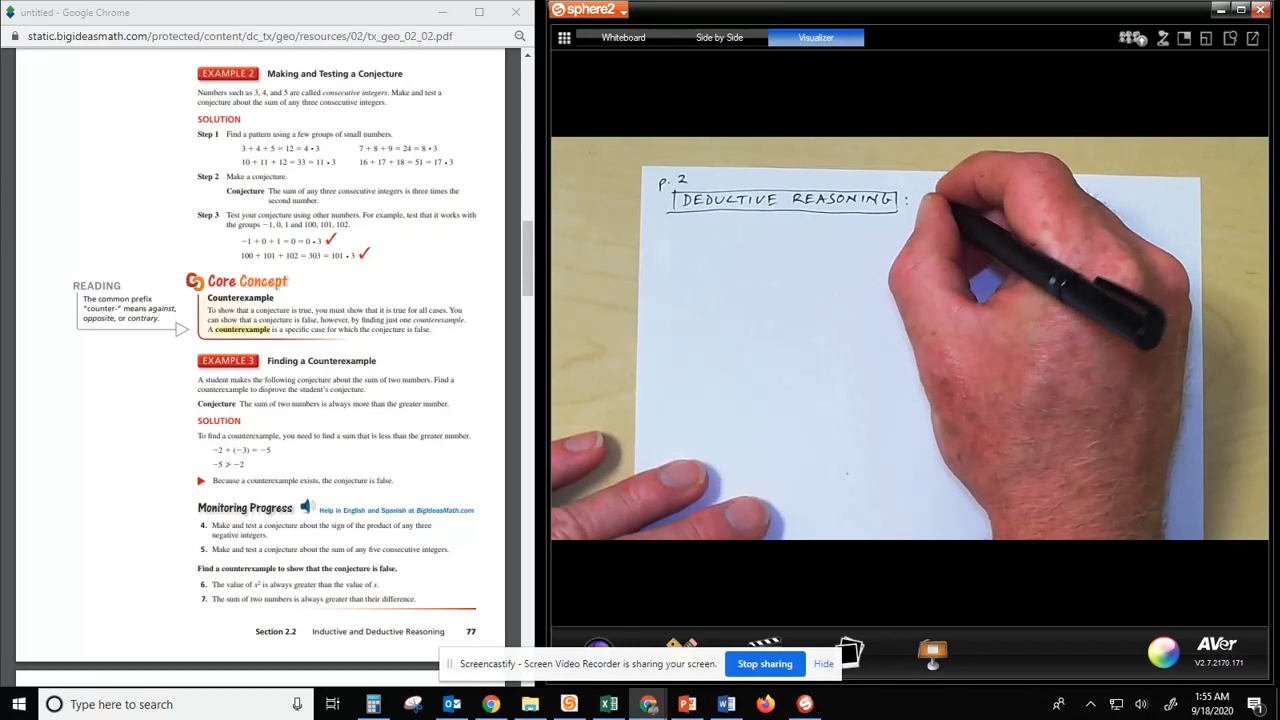 untitled - Google Chrome
static.bigideasmath.com/protected/content/dc_tx/geo/resources/02/tx_geo_02_02.pdf
EXAMPLE 2 Making and Testing a Conjecture
Numbers such as 3, 4, and 5 are called consecutive integers. Make and test a
conjecture about the sum of any three consecutive integers.
SOLUTION
Step 1 Find a pattern using a few groups of small numbers.
3 + 4 + 5 = 12 = 4 • 3 7 + 8 + 9 = 24 = 8 • 3
10 + 11 + 12 = 33 = 11 • 3 16 + 17 + 18 = 51 = 17 • 3
Step 2 Make a conjecture.
Conjecture The sum of any three consecutive integers is three times the
second number.
Step 3 Test your conjecture using other numbers. For example, test that it works with
the groups −1, 0, 1 and 100, 101, 102.
−1 + 0 + 1 = 0 = 0 • 3 ✓
100 + 101 + 102 = 303 = 101 • 3 ✓
READING
The common prefix
"counter-" means against,
opposite, or contrary.
Core Concept
Counterexample
To show that a conjecture is true, you must show that it is true for all cases. You
can show that a conjecture is false, however, by finding just one counterexample.
A counterexample is a specific case for which the conjecture is false.
EXAMPLE 3 Finding a Counterexample
A student makes the following conjecture about the sum of two numbers. Find a
counterexample to disprove the student's conjecture.
Conjecture The sum of two numbers is always more than the greater number.
SOLUTION
To find a counterexample, you need to find a sum that is less than the greater number.
−2 + (−3) = −5
−5 ≯ −2
Because a counterexample exists, the conjecture is false.
Monitoring Progress Help in English and Spanish at BigIdeasMath.com
4. Make and test a conjecture about the sign of the product of any three
negative integers.
5. Make and test a conjecture about the sum of any five consecutive integers.
Find a counterexample to show that the conjecture is false.
6. The value of x² is always greater than the value of x.
7. The sum of two numbers is always greater than their difference.
Section 2.2 Inductive and Deductive Reasoning 77
sphere2
Whiteboard Side by Side Visualizer
p. 2
DEDUCTIVE REASONING :
AVer
V2.7.2170.171
Screencastify - Screen Video Recorder is sharing your screen. Stop sharing Hide
Type here to search
1:55 AM
9/18/2020